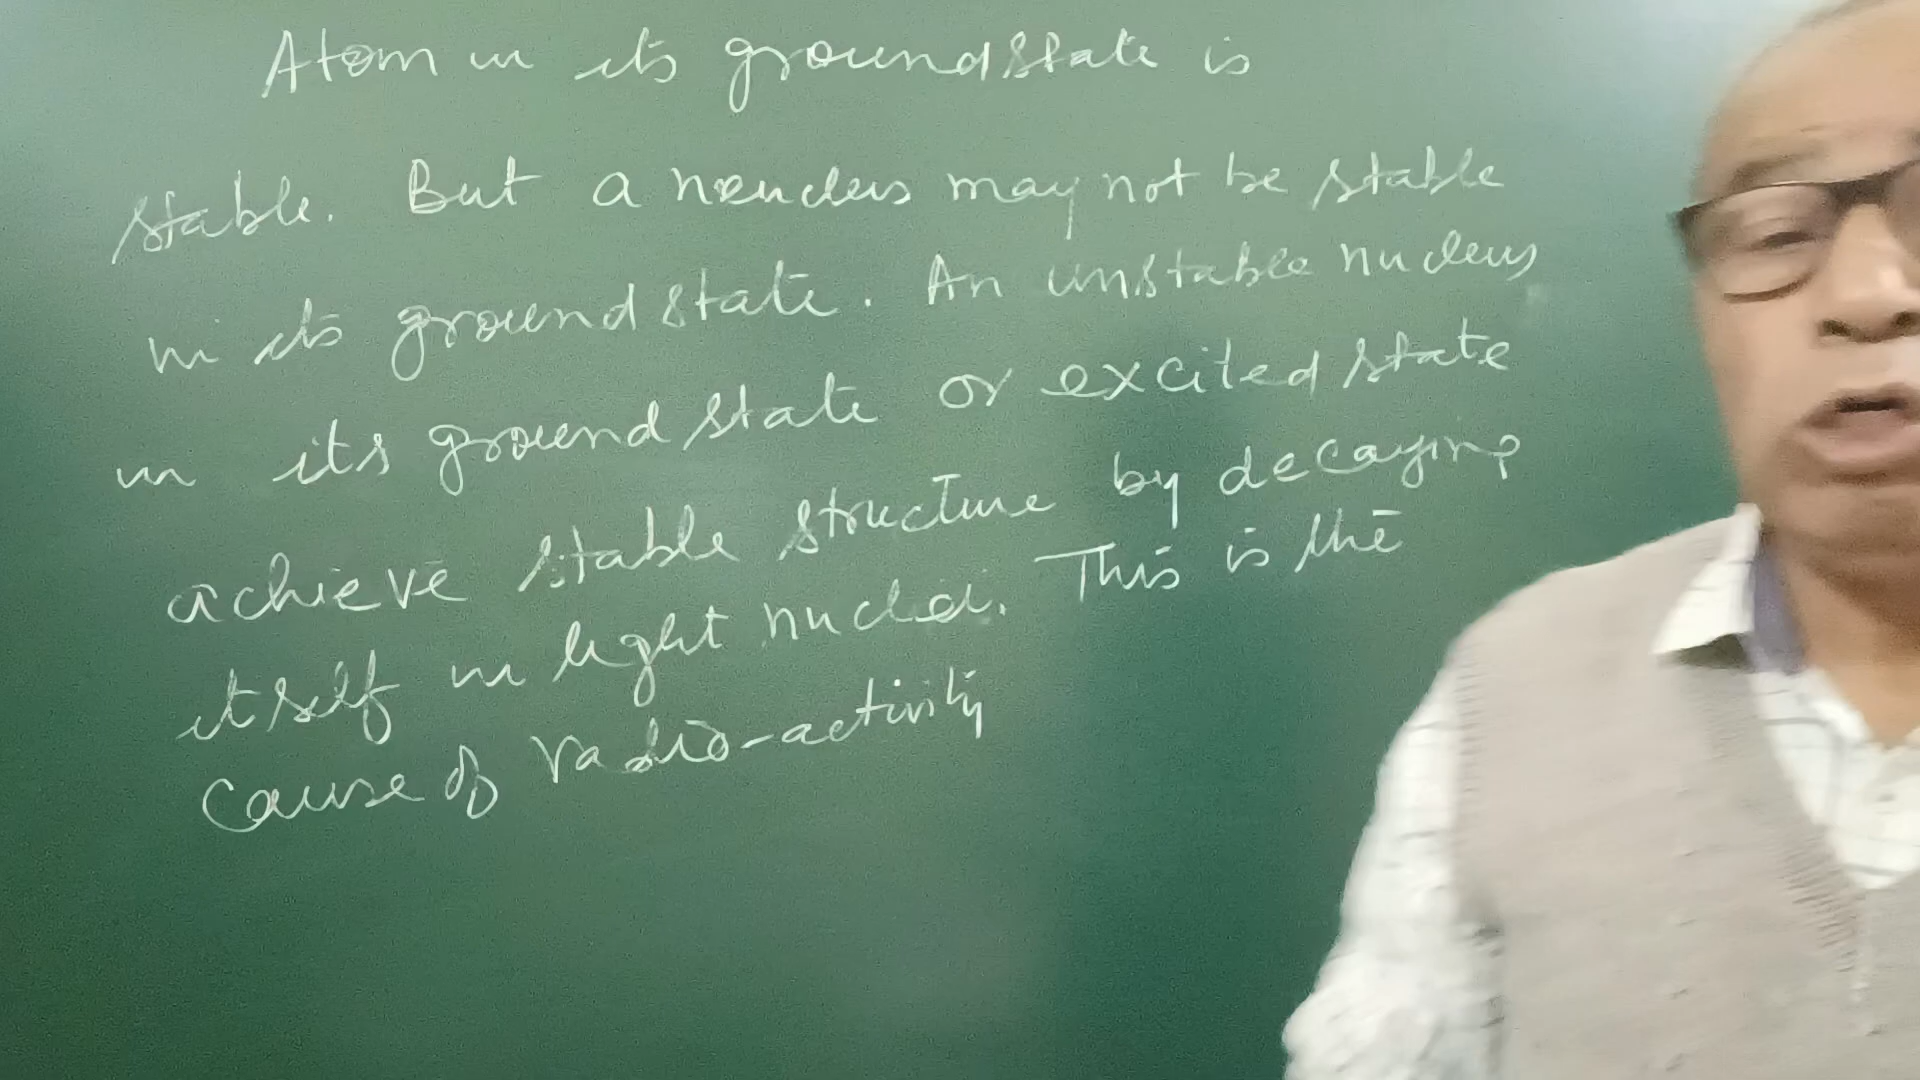 Atom in its ground state is
stable. But a nucleus may not be stable
in its ground state. An unstable nucleus
in its ground state or excited state
achieve stable structure by decaying
itself in light nuclei. This is the
cause of radio-activity